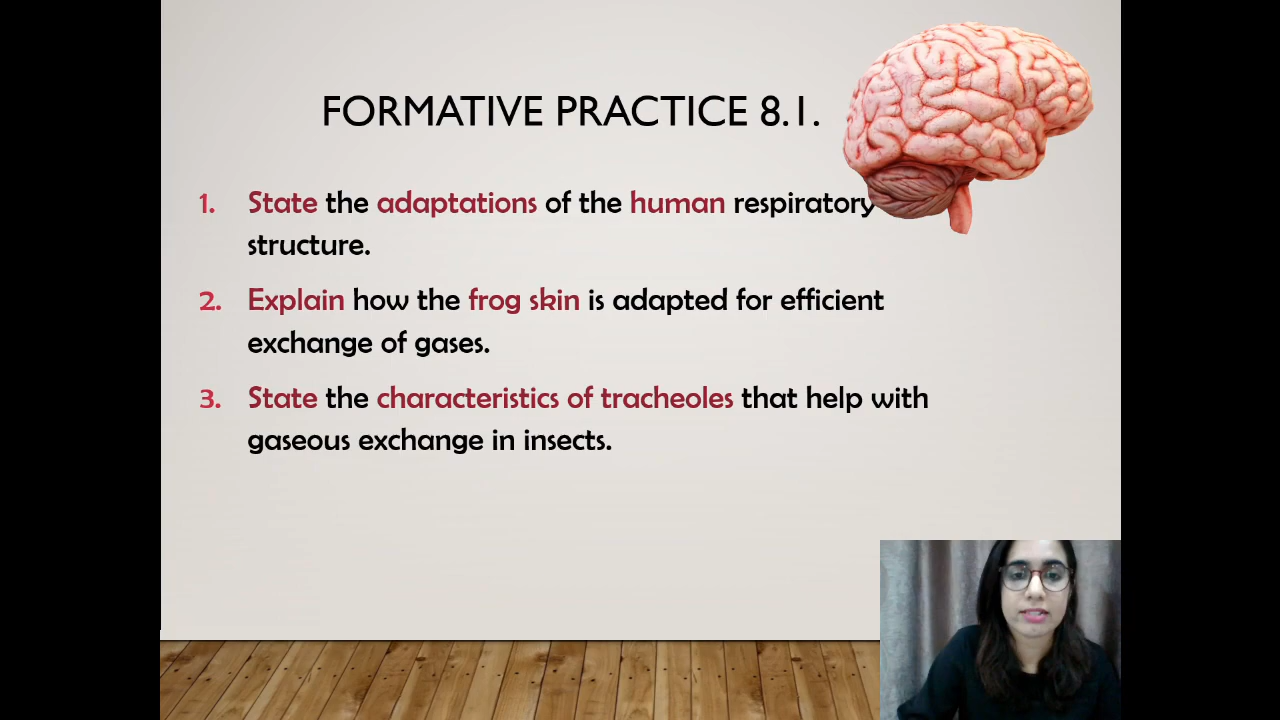 FORMATIVE PRACTICE 8.1.
1. State the adaptations of the human respiratory
structure.
2. Explain how the frog skin is adapted for efficient
exchange of gases.
3. State the characteristics of tracheoles that help with
gaseous exchange in insects.